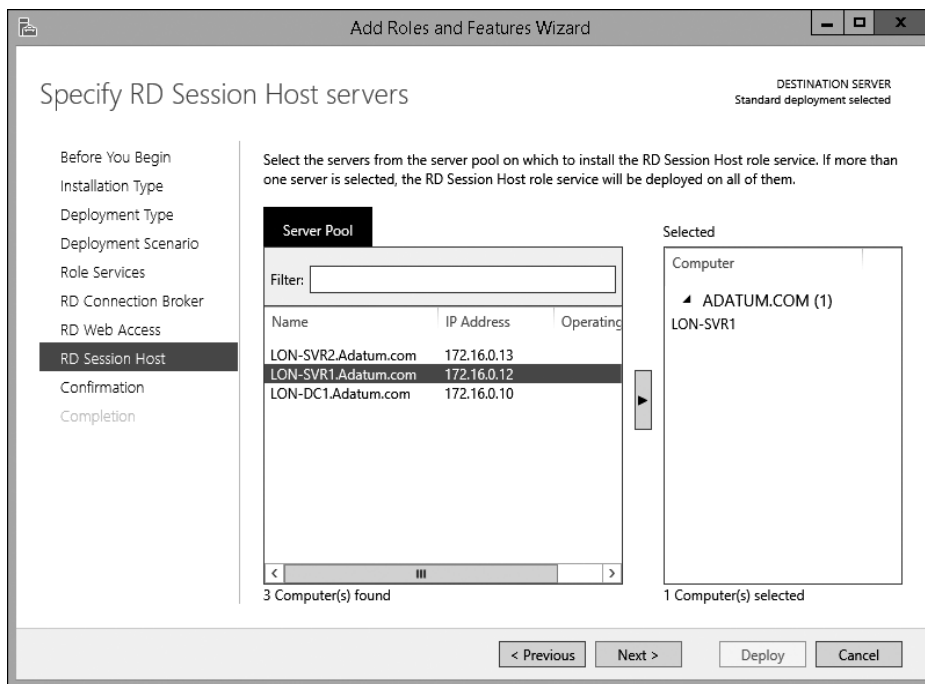 Add Roles and Features Wizard
Specify RD Session Host servers
DESTINATION SERVER
Standard deployment selected
Before You Begin
Installation Type
Deployment Type
Deployment Scenario
Role Services
RD Connection Broker
RD Web Access
RD Session Host
Confirmation
Completion
Select the servers from the server pool on which to install the RD Session Host role service. If more than
one server is selected, the RD Session Host role service will be deployed on all of them.
Server Pool
Filter:
Name IP Address Operating
LON-SVR2.Adatum.com 172.16.0.13
LON-SVR1.Adatum.com 172.16.0.12
LON-DC1.Adatum.com 172.16.0.10
3 Computer(s) found
Selected
Computer
ADATUM.COM (1)
LON-SVR1
1 Computer(s) selected
< Previous Next > Deploy Cancel